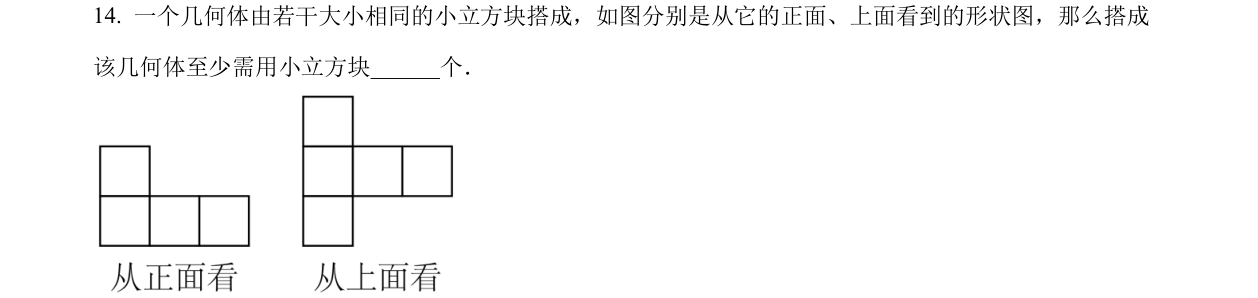 14. 一个几何体由若干大小相同的小立方块搭成，如图分别是从它的正面、上面看到的形状图，那么搭成
该几何体至少需用小立方块______个．
从正面看 从上面看